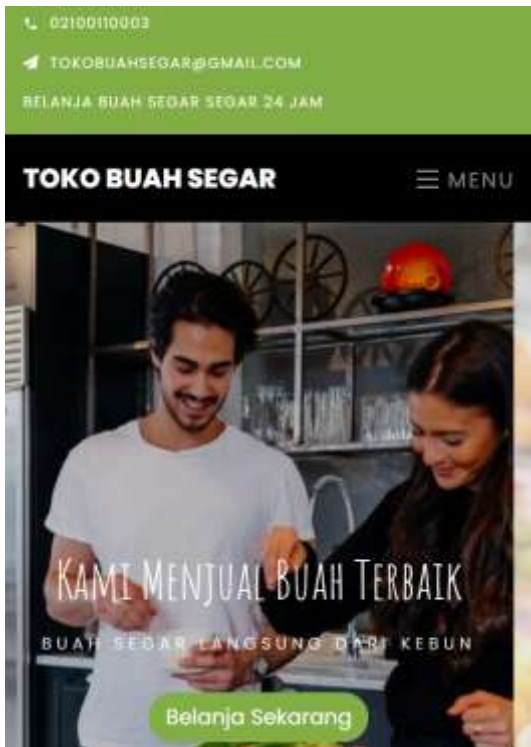 02100110003
TOKOBUAHSEGAR@GMAIL.COM
BELANJA BUAH SEGAR SEGAR 24 JAM
TOKO BUAH SEGAR
MENU
KAMI MENJUAL BUAH TERBAIK
BUAH SEGAR LANGSUNG DARI KEBUN
Belanja Sekarang